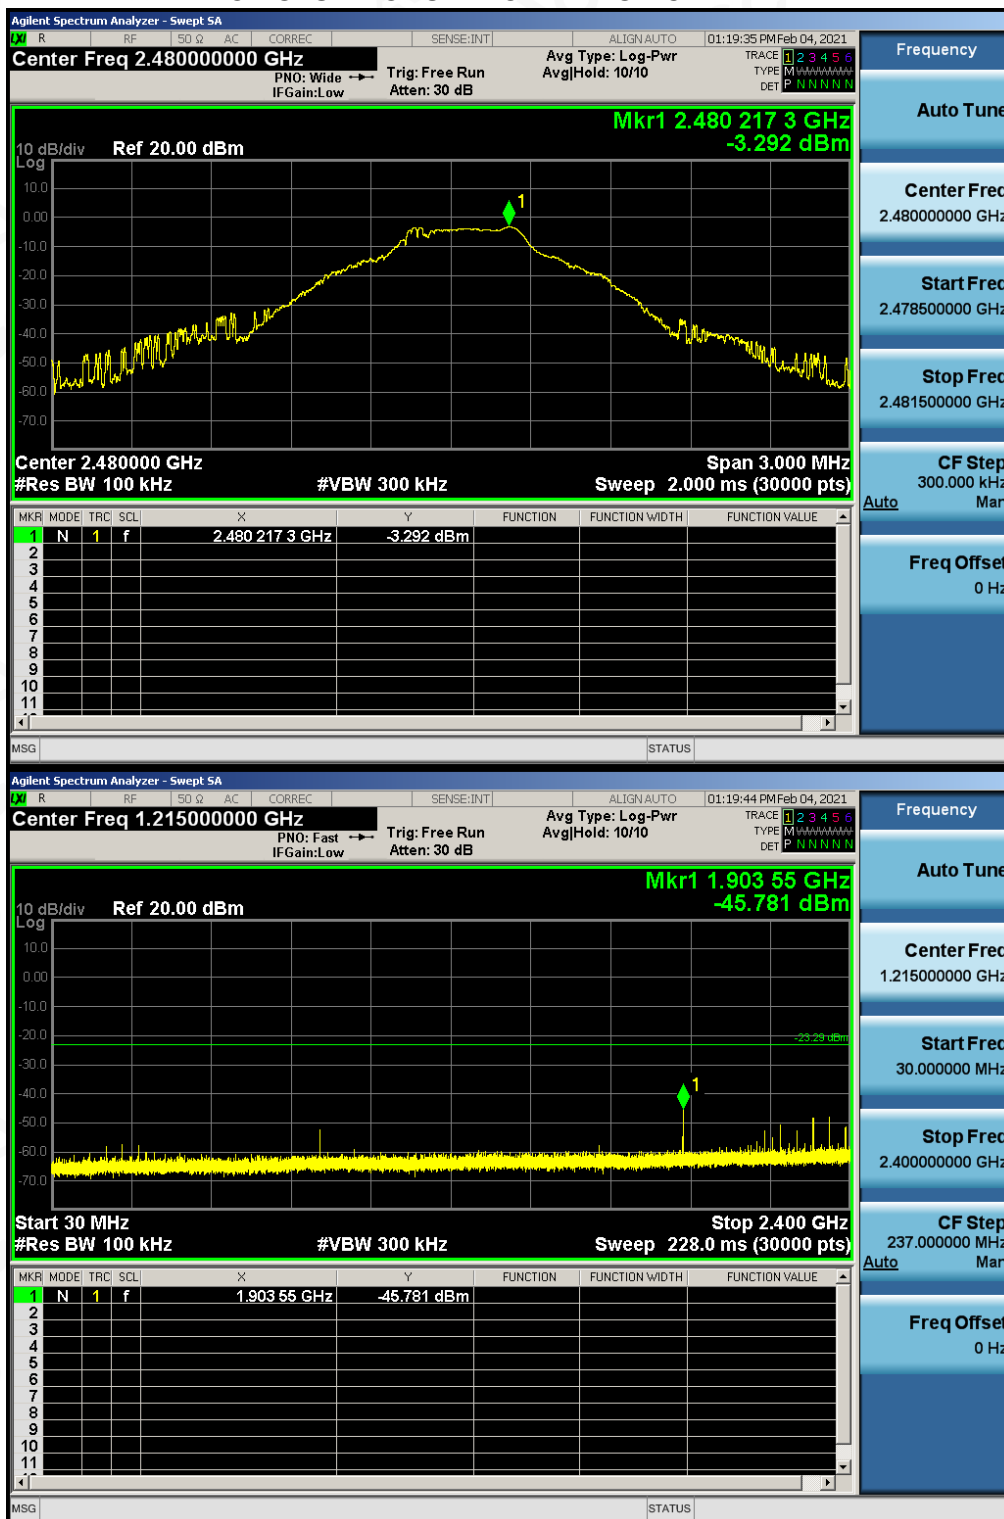 Agilent Spectrum Analyzer - Swept SA
LXI R RF 50 Ω AC CORREC SENSE:INT ALIGN AUTO 01:19:35 PM Feb 04, 2021
Center Freq 2.480000000 GHz
PNO: Wide
IFGain:Low
Trig: Free Run
Atten: 30 dB
Avg Type: Log-Pwr
Avg|Hold: 10/10
TRACE 1 2 3 4 5 6
TYPE M
DET P N N N N N
Mkr1 2.480 217 3 GHz
-3.292 dBm
10 dB/div Ref 20.00 dBm
Log
10.0
0.00
-10.0
-20.0
-30.0
-40.0
-50.0
-60.0
-70.0
1
Center 2.480000 GHz Span 3.000 MHz
#Res BW 100 kHz #VBW 300 kHz Sweep 2.000 ms (30000 pts)
MKR MODE TRC SCL X Y FUNCTION FUNCTION WIDTH FUNCTION VALUE
1 N 1 f 2.480 217 3 GHz -3.292 dBm
2
3
4
5
6
7
8
9
10
11
MSG STATUS
Frequency
Auto Tune
Center Freq
2.480000000 GHz
Start Freq
2.478500000 GHz
Stop Freq
2.481500000 GHz
CF Step
300.000 kHz
Auto Man
Freq Offset
0 Hz
Agilent Spectrum Analyzer - Swept SA
LXI R RF 50 Ω AC CORREC SENSE:INT ALIGN AUTO 01:19:44 PM Feb 04, 2021
Center Freq 1.215000000 GHz
PNO: Fast
IFGain:Low
Trig: Free Run
Atten: 30 dB
Avg Type: Log-Pwr
Avg|Hold: 10/10
TRACE 1 2 3 4 5 6
TYPE M
DET P N N N N N
Mkr1 1.903 55 GHz
-45.781 dBm
10 dB/div Ref 20.00 dBm
Log
10.0
0.00
-10.0
-20.0
-30.0
-40.0
-50.0
-60.0
-70.0
-23.29 dBm
1
Start 30 MHz Stop 2.400 GHz
#Res BW 100 kHz #VBW 300 kHz Sweep 228.0 ms (30000 pts)
MKR MODE TRC SCL X Y FUNCTION FUNCTION WIDTH FUNCTION VALUE
1 N 1 f 1.903 55 GHz -45.781 dBm
2
3
4
5
6
7
8
9
10
11
MSG STATUS
Frequency
Auto Tune
Center Freq
1.215000000 GHz
Start Freq
30.000000 MHz
Stop Freq
2.400000000 GHz
CF Step
237.000000 MHz
Auto Man
Freq Offset
0 Hz